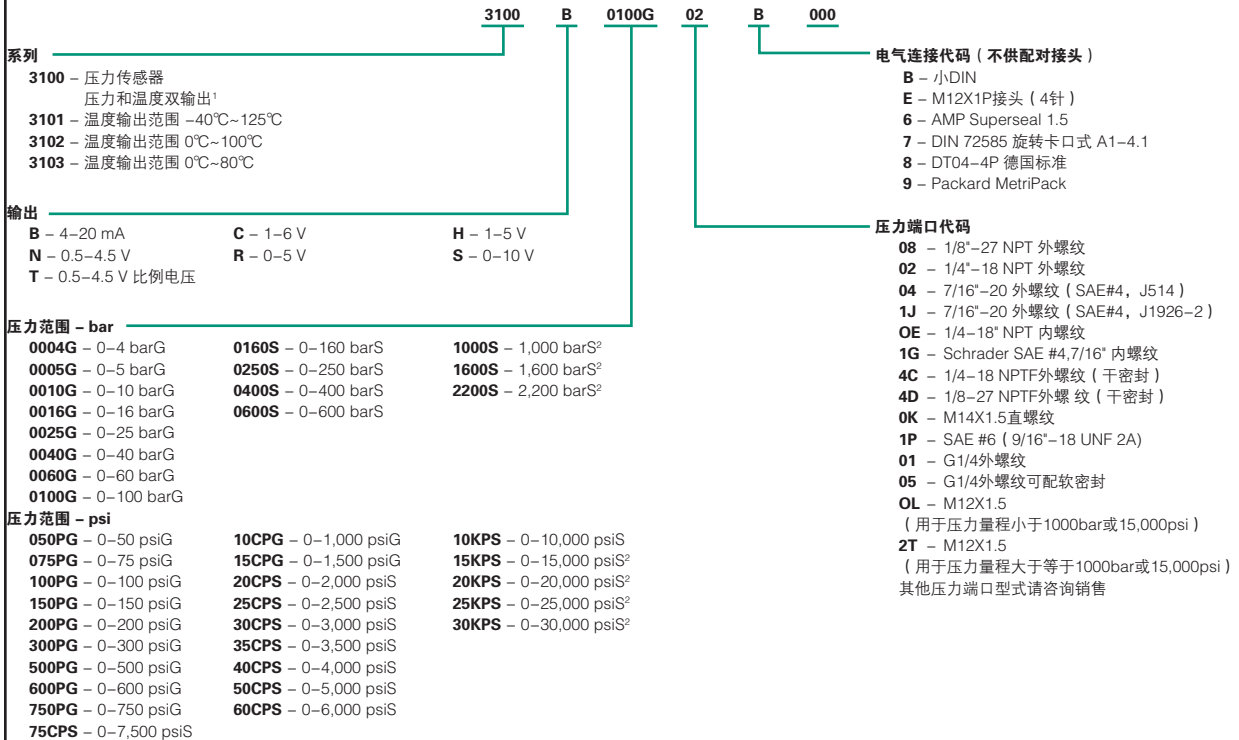 3100 B 0100G 02 B 000
系列
3100 – 压力传感器
压力和温度双输出¹
3101 – 温度输出范围 –40℃~125℃
3102 – 温度输出范围 0℃~100℃
3103 – 温度输出范围 0℃~80℃
输出
B – 4–20 mA C – 1–6 V H – 1–5 V
N – 0.5–4.5 V R – 0–5 V S – 0–10 V
T – 0.5–4.5 V 比例电压
压力范围 – bar
0004G – 0–4 barG 0160S – 0–160 barS 1000S – 1,000 barS²
0005G – 0–5 barG 0250S – 0–250 barS 1600S – 1,600 barS²
0010G – 0–10 barG 0400S – 0–400 barS 2200S – 2,200 barS²
0016G – 0–16 barG 0600S – 0–600 barS
0025G – 0–25 barG
0040G – 0–40 barG
0060G – 0–60 barG
0100G – 0–100 barG
压力范围 – psi
050PG – 0–50 psiG 10CPG – 0–1,000 psiG 10KPS – 0–10,000 psiS
075PG – 0–75 psiG 15CPG – 0–1,500 psiG 15KPS – 0–15,000 psiS²
100PG – 0–100 psiG 20CPS – 0–2,000 psiS 20KPS – 0–20,000 psiS²
150PG – 0–150 psiG 25CPS – 0–2,500 psiS 25KPS – 0–25,000 psiS²
200PG – 0–200 psiG 30CPS – 0–3,000 psiS 30KPS – 0–30,000 psiS²
300PG – 0–300 psiG 35CPS – 0–3,500 psiS
500PG – 0–500 psiG 40CPS – 0–4,000 psiS
600PG – 0–600 psiG 50CPS – 0–5,000 psiS
750PG – 0–750 psiG 60CPS – 0–6,000 psiS
75CPS – 0–7,500 psiS
电气连接代码（不供配对接头）
B – 小DIN
E – M12X1P接头（4针）
6 – AMP Superseal 1.5
7 – DIN 72585 旋转卡口式 A1–4.1
8 – DT04–4P 德国标准
9 – Packard MetriPack
压力端口代码
08 – 1/8"–27 NPT 外螺纹
02 – 1/4"–18 NPT 外螺纹
04 – 7/16"–20 外螺纹（SAE#4，J514）
1J – 7/16"–20 外螺纹（SAE#4，J1926–2）
OE – 1/4–18" NPT 内螺纹
1G – Schrader SAE #4,7/16" 内螺纹
4C – 1/4–18 NPTF外螺纹（干密封）
4D – 1/8–27 NPTF外螺 纹（干密封）
0K – M14X1.5直螺纹
1P – SAE #6（9/16"–18 UNF 2A)
01 – G1/4外螺纹
05 – G1/4外螺纹可配软密封
OL – M12X1.5
（用于压力量程小于1000bar或15,000psi）
2T – M12X1.5
（用于压力量程大于等于1000bar或15,000psi）
其他压力端口型式请咨询销售